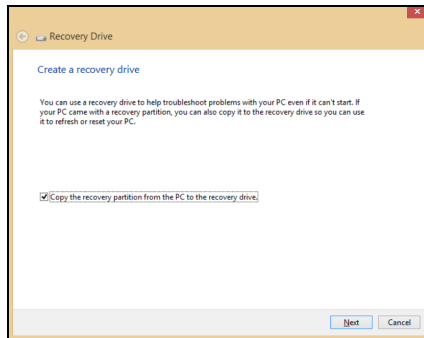 Recovery Drive
Create a recovery drive
You can use a recovery drive to help troubleshoot problems with your PC even if it can't start. If
your PC came with a recovery partition, you can also copy it to the recovery drive so you can use
it to refresh or reset your PC.
Copy the recovery partition from the PC to the recovery drive.
Next Cancel